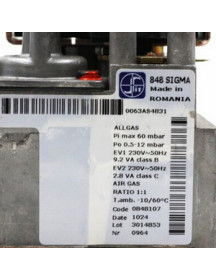 848 SIGMA
Made in
ROMANIA
0063AS4831
ALLGAS
Pi max 60 mbar
Po 0.5-12 mbar
EV1 230V~50Hz
9.2 VA class B
EV2 230V~50Hz
2.8 VA class C
AIR GAS
RATIO 1:1
T.amb. -10/60°C
Code 0848107
Date 1024
Lot 3014853
Nr 0964